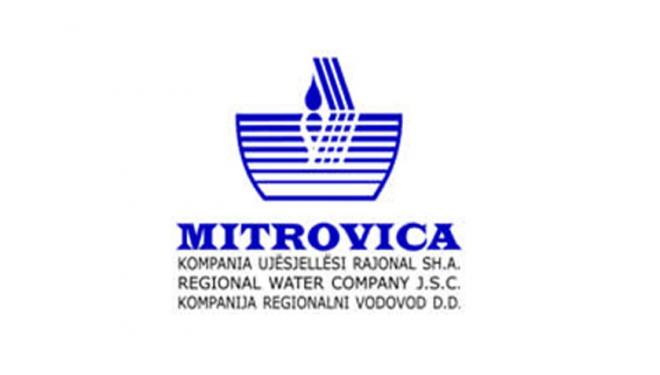 MITROVICA
KOMPANIA UJËSJELLËSI RAJONAL SH.A.
REGIONAL WATER COMPANY J.S.C.
KOMPANIJA REGIONALNI VODOVOD D.D.